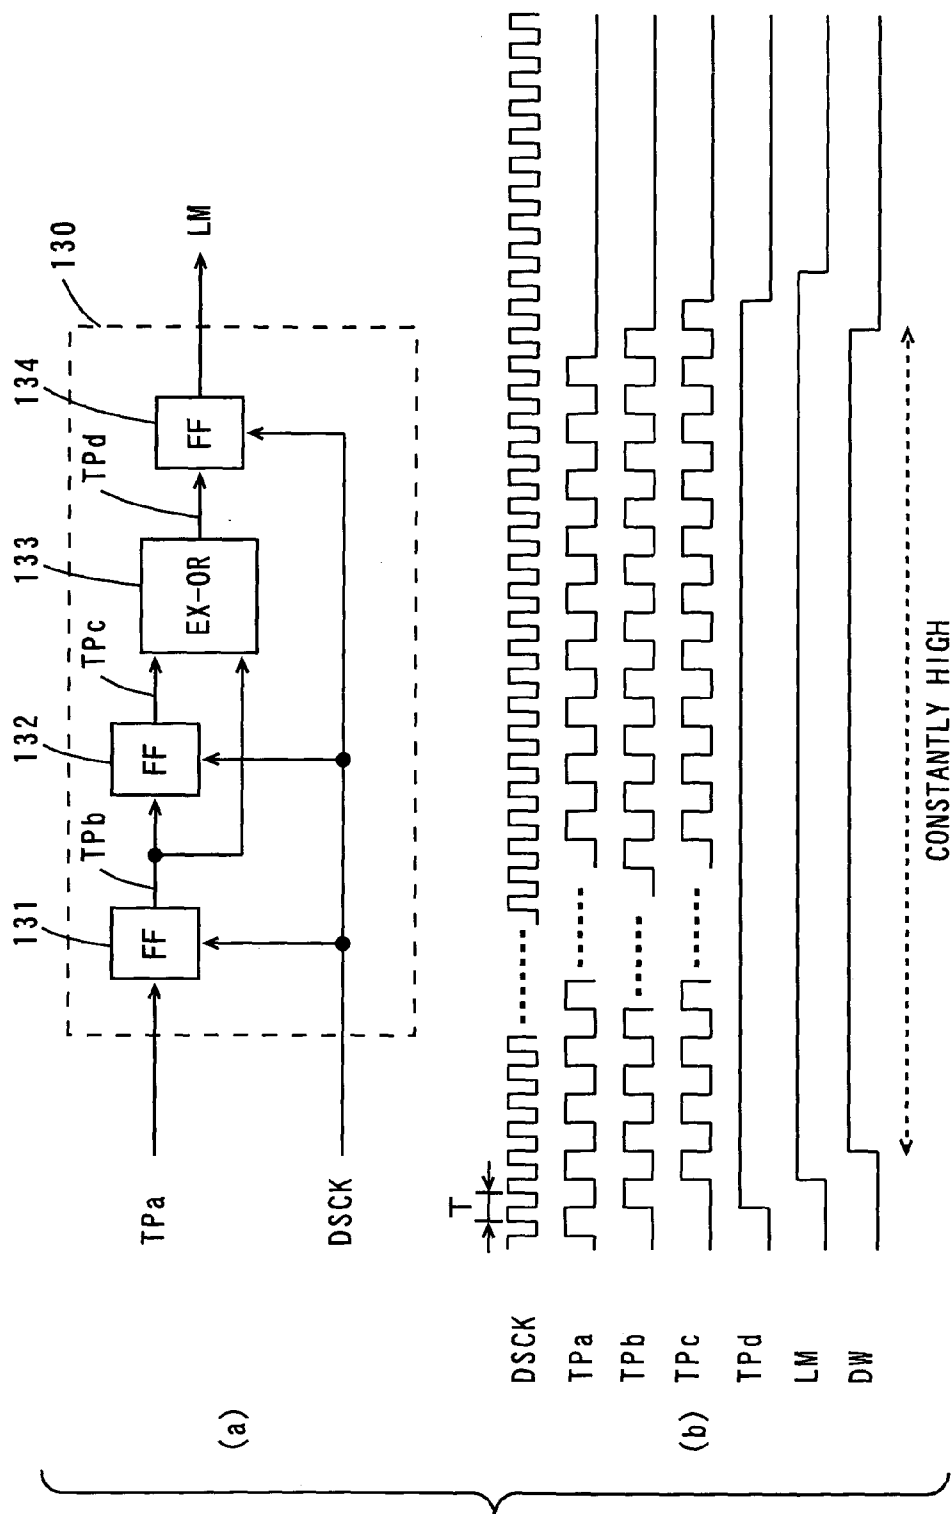 (a)
130
131
132
133
134
TPb
TPc
TPd
TPa
FF
FF
EX-OR
FF
LM
DSCK
(b)
T
DSCK
TPa
TPb
TPc
TPd
LM
DW
CONSTANTLY HIGH